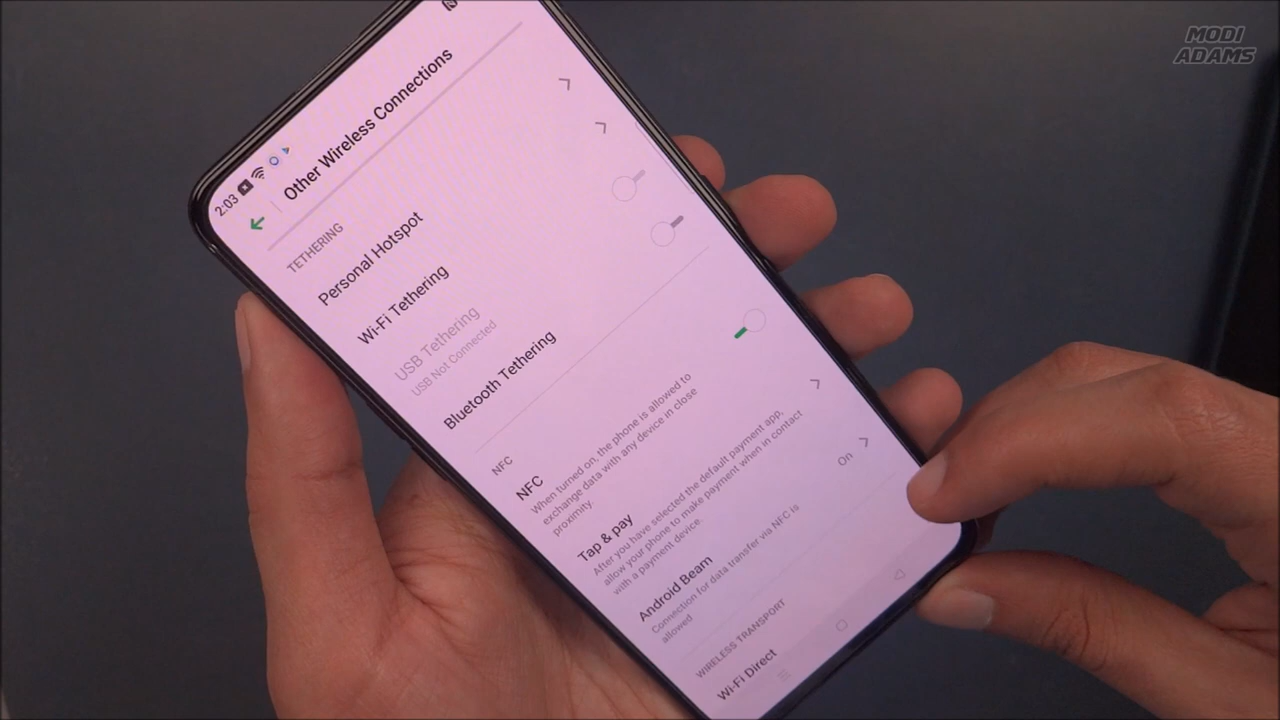 MODI
ADAMS
2:03
Other Wireless Connections
TETHERING
Personal Hotspot
Wi-Fi Tethering
USB Tethering
USB Not Connected
Bluetooth Tethering
NFC
NFC
When turned on, the phone is allowed to
exchange data with any device in close
proximity.
Tap & pay
After you have selected the default payment app,
allow your phone to make payment when in contact
with a payment device.
Android Beam
On
Connection for data transfer via NFC is
allowed
WIRELESS TRANSPORT
Wi-Fi Direct